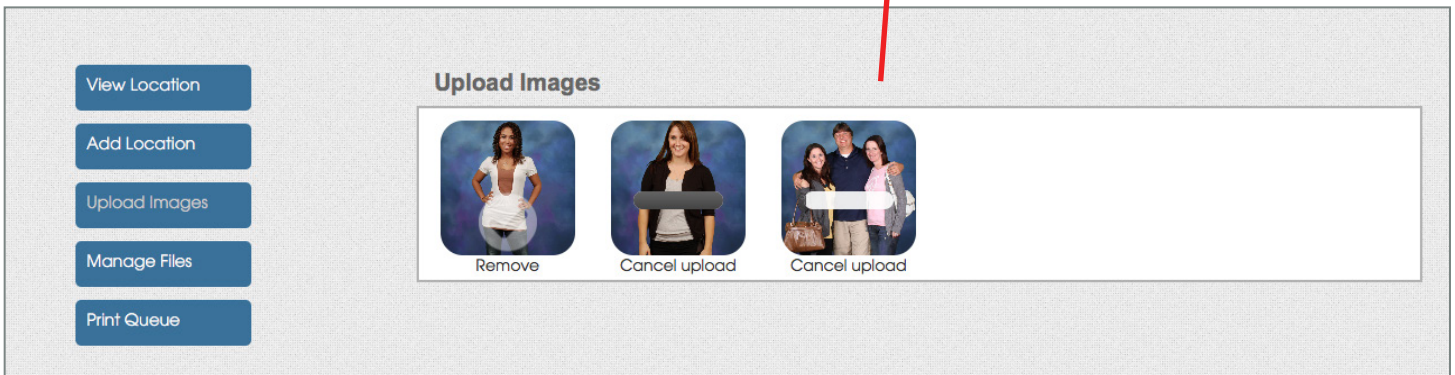 View Location
Add Location
Upload Images
Manage Files
Print Queue
Upload Images
Remove
Cancel upload
Cancel upload